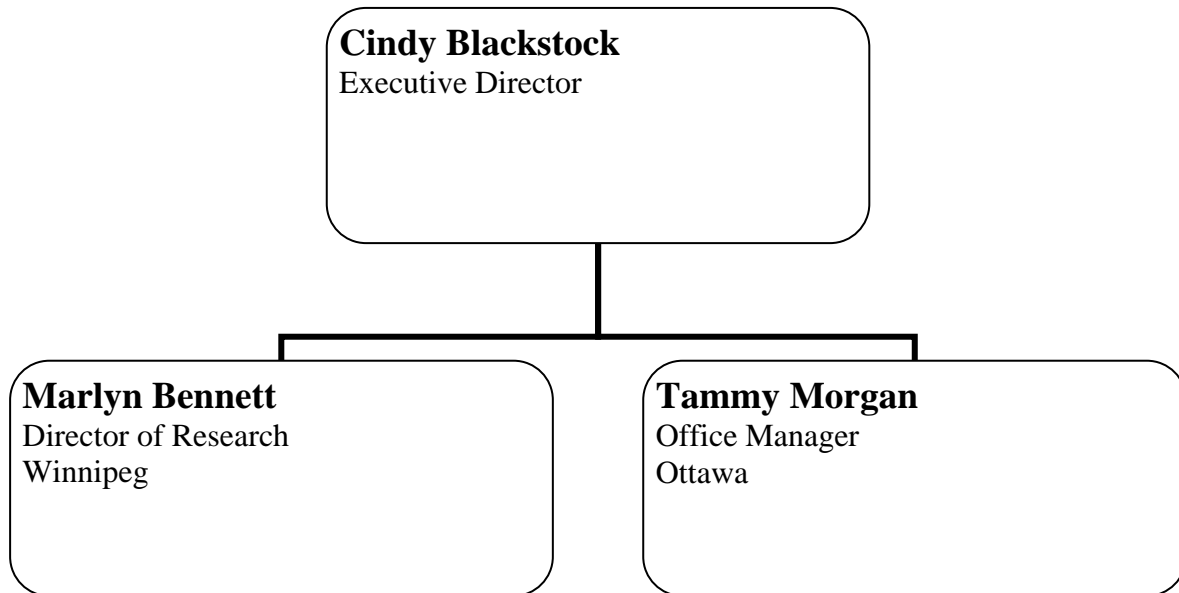 Cindy Blackstock
Executive Director
Marlyn Bennett
Director of Research
Winnipeg
Tammy Morgan
Office Manager
Ottawa